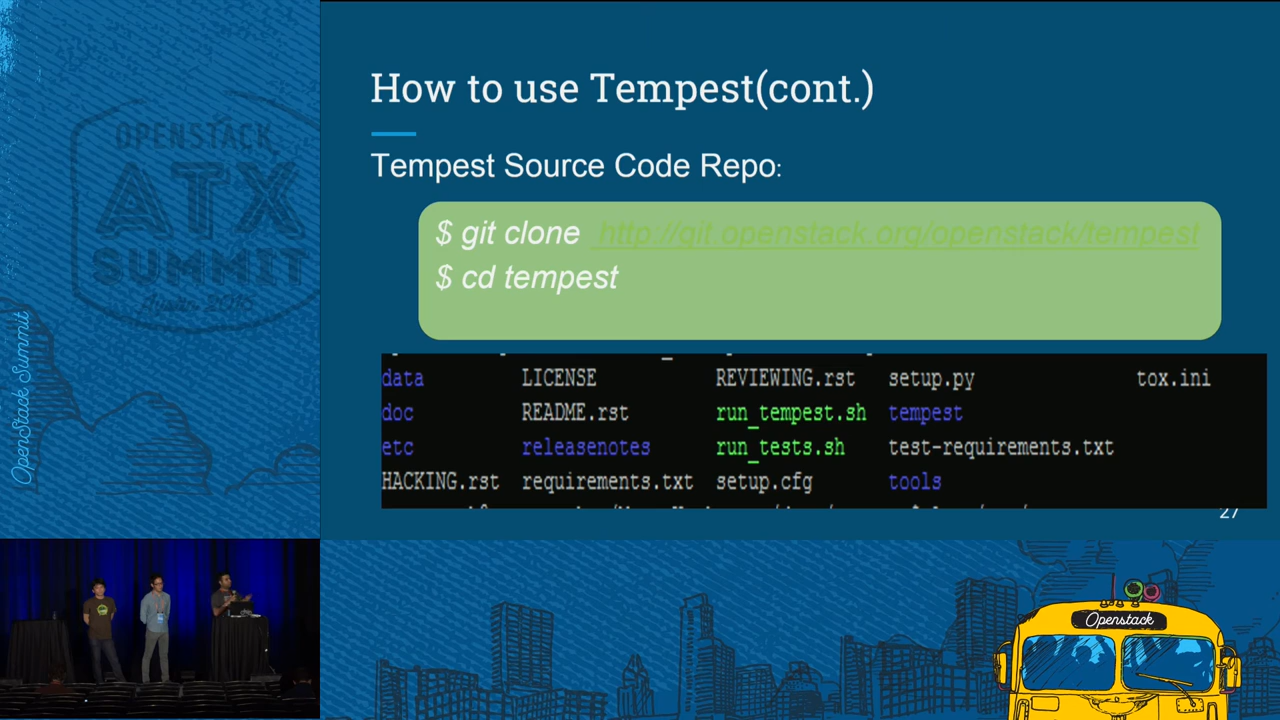 OPENSTACK
ATX
SUMMIT
Austin 2016
OpenStack Summit
How to use Tempest(cont.)
Tempest Source Code Repo:
$ git clone http://git.openstack.org/openstack/tempest
$ cd tempest
data LICENSE REVIEWING.rst setup.py tox.ini
doc README.rst run_tempest.sh tempest
etc releasenotes run_tests.sh test-requirements.txt
HACKING.rst requirements.txt setup.cfg tools
27
Openstack